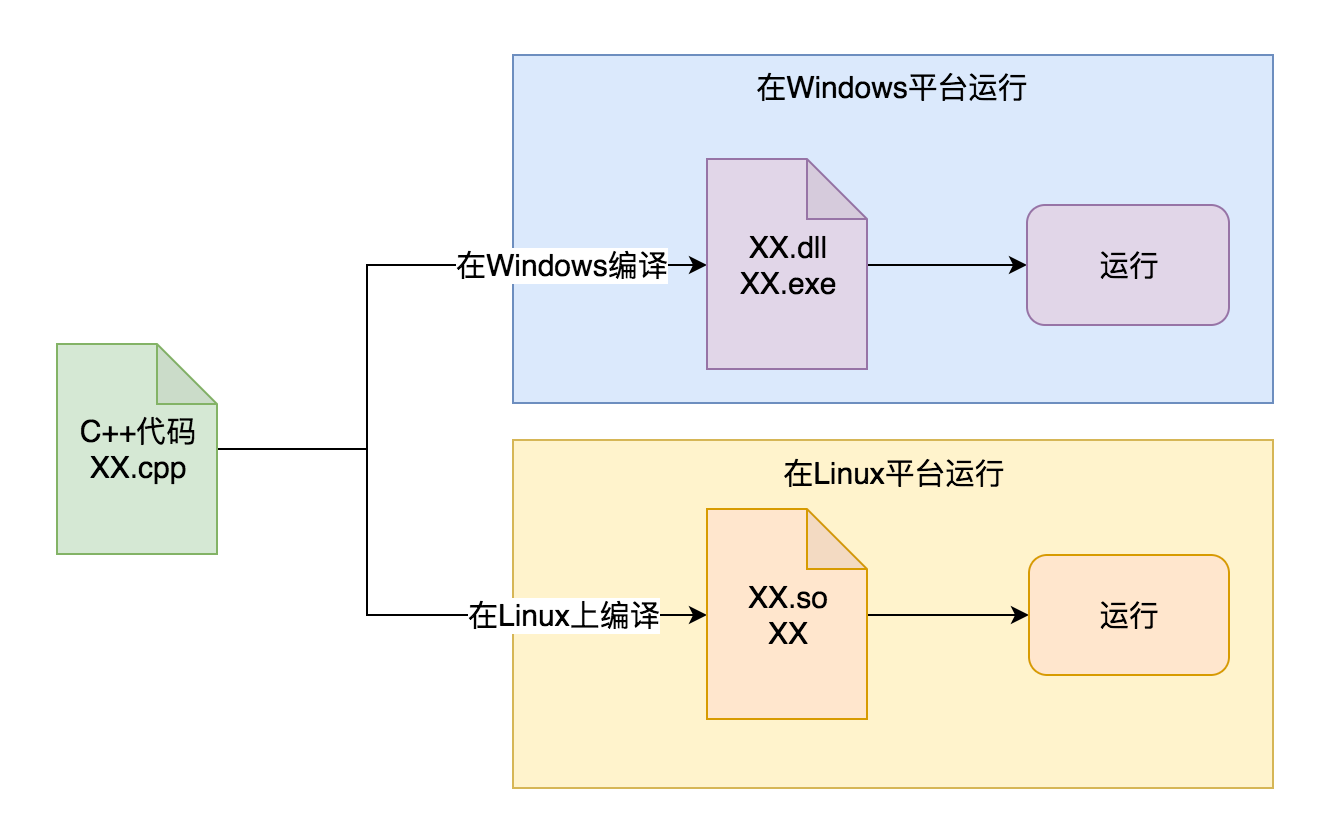 在Windows平台运行
XX.dll
XX.exe
在Windows编译
运行
C++代码
XX.cpp
在Linux平台运行
XX.so
XX
在Linux上编译
运行